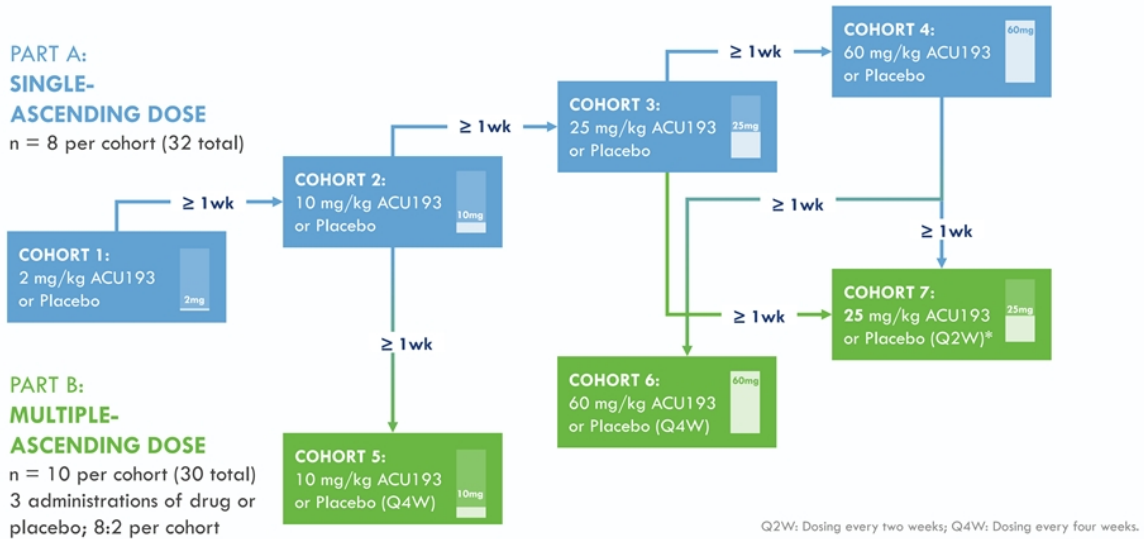 PART A:
SINGLE-
ASCENDING DOSE
n = 8 per cohort (32 total)
COHORT 1:
2 mg/kg ACU193
or Placebo
2mg
≥ 1wk
COHORT 2:
10 mg/kg ACU193
or Placebo
10mg
≥ 1wk
COHORT 3:
25 mg/kg ACU193
or Placebo
25mg
≥ 1wk
COHORT 4:
60 mg/kg ACU193
or Placebo
60mg
≥ 1wk
≥ 1wk
≥ 1wk
≥ 1wk
PART B:
MULTIPLE-
ASCENDING DOSE
n = 10 per cohort (30 total)
3 administrations of drug or
placebo; 8:2 per cohort
COHORT 5:
10 mg/kg ACU193
or Placebo (Q4W)
10mg
COHORT 6:
60 mg/kg ACU193
or Placebo (Q4W)
60mg
COHORT 7:
25 mg/kg ACU193
or Placebo (Q2W)*
25mg
Q2W: Dosing every two weeks; Q4W: Dosing every four weeks.